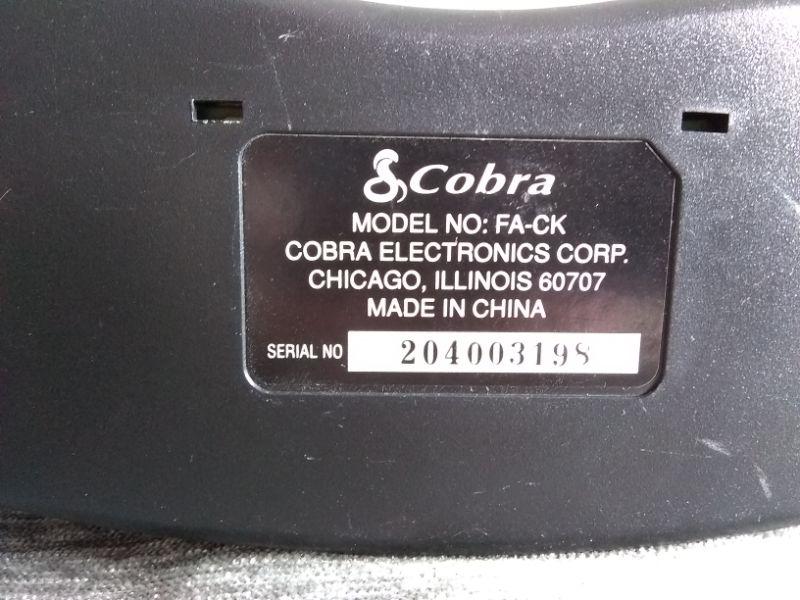 Cobra
MODEL NO: FA-CK
COBRA ELECTRONICS CORP.
CHICAGO, ILLINOIS 60707
MADE IN CHINA
SERIAL NO 204003198